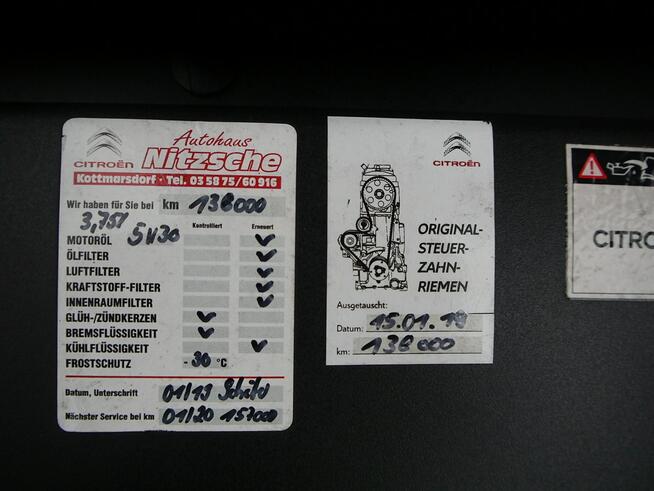 CITROËN
Autohaus
Nitzsche
Kottmarsdorf · Tel. 03 58 75/60 916
Wir haben für Sie bei km 138000
3,75l 5W30
Kontrolliert Erneuert
MOTORÖL
ÖLFILTER
LUFTFILTER
KRAFTSTOFF-FILTER
INNENRAUMFILTER
GLÜH-/ZÜNDKERZEN
BREMSFLÜSSIGKEIT
KÜHLFLÜSSIGKEIT
FROSTSCHUTZ -30 °C
Datum, Unterschrift 01/19
Nächster Service bei km 01/20 157000
CITROËN
ORIGINAL-
STEUER-
ZAHN-
RIEMEN
Ausgetauscht:
Datum: 15.01.19
km: 138000
CITRO